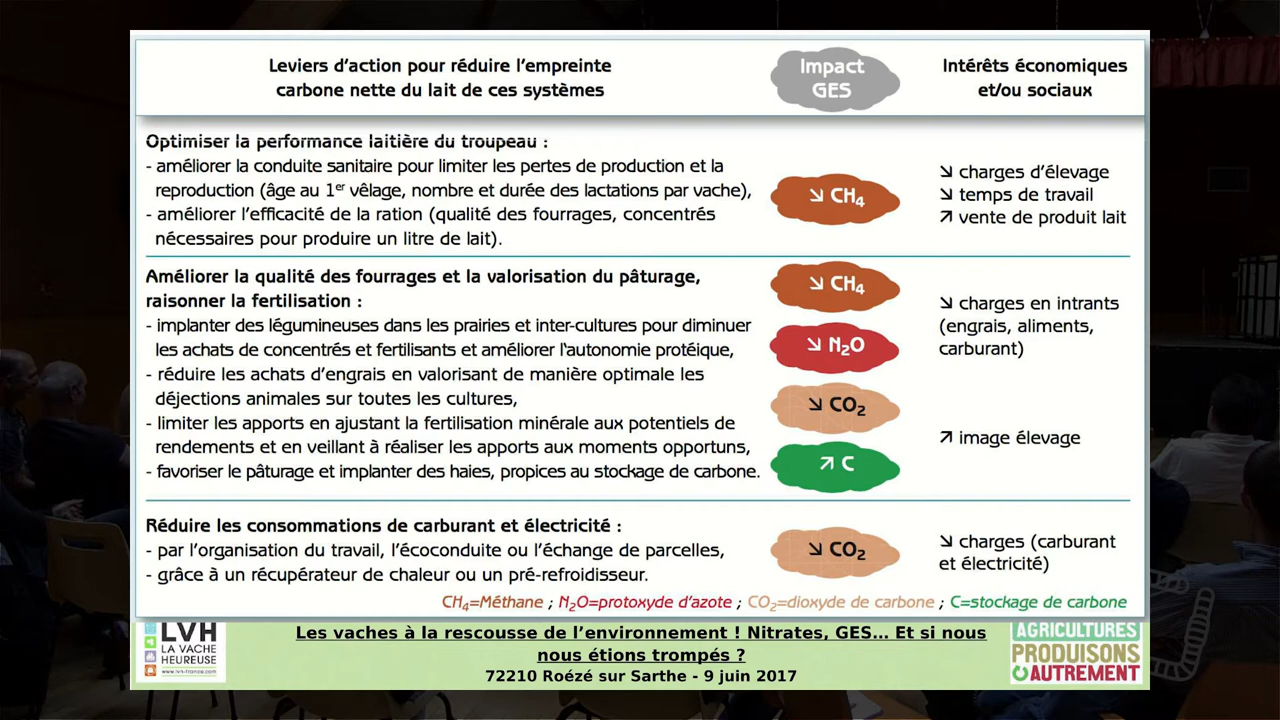 Leviers d'action pour réduire l'empreinte
carbone nette du lait de ces systèmes
Impact
GES
Intérêts économiques
et/ou sociaux
Optimiser la performance laitière du troupeau :
- améliorer la conduite sanitaire pour limiter les pertes de production et la
reproduction (âge au 1er vêlage, nombre et durée des lactations par vache),
- améliorer l'efficacité de la ration (qualité des fourrages, concentrés
nécessaires pour produire un litre de lait).
↘ CH₄
↘ charges d'élevage
↘ temps de travail
↗ vente de produit lait
Améliorer la qualité des fourrages et la valorisation du pâturage,
raisonner la fertilisation :
- implanter des légumineuses dans les prairies et inter-cultures pour diminuer
les achats de concentrés et fertilisants et améliorer l'autonomie protéique,
- réduire les achats d'engrais en valorisant de manière optimale les
déjections animales sur toutes les cultures,
- limiter les apports en ajustant la fertilisation minérale aux potentiels de
rendements et en veillant à réaliser les apports aux moments opportuns,
- favoriser le pâturage et implanter des haies, propices au stockage de carbone.
↘ CH₄
↘ N₂O
↘ CO₂
↗ C
↘ charges en intrants
(engrais, aliments,
carburant)
↗ image élevage
Réduire les consommations de carburant et électricité :
- par l'organisation du travail, l'écoconduite ou l'échange de parcelles,
- grâce à un récupérateur de chaleur ou un pré-refroidisseur.
↘ CO₂
↘ charges (carburant
et électricité)
CH₄=Méthane ; N₂O=protoxyde d'azote ; CO₂=dioxyde de carbone ; C=stockage de carbone
LVH
LA VACHE
HEUREUSE
www.lvh-france.com
Les vaches à la rescousse de l'environnement ! Nitrates, GES... Et si nous
nous étions trompés ?
72210 Roézé sur Sarthe - 9 juin 2017
AGRICULTURES
PRODUISONS
AUTREMENT